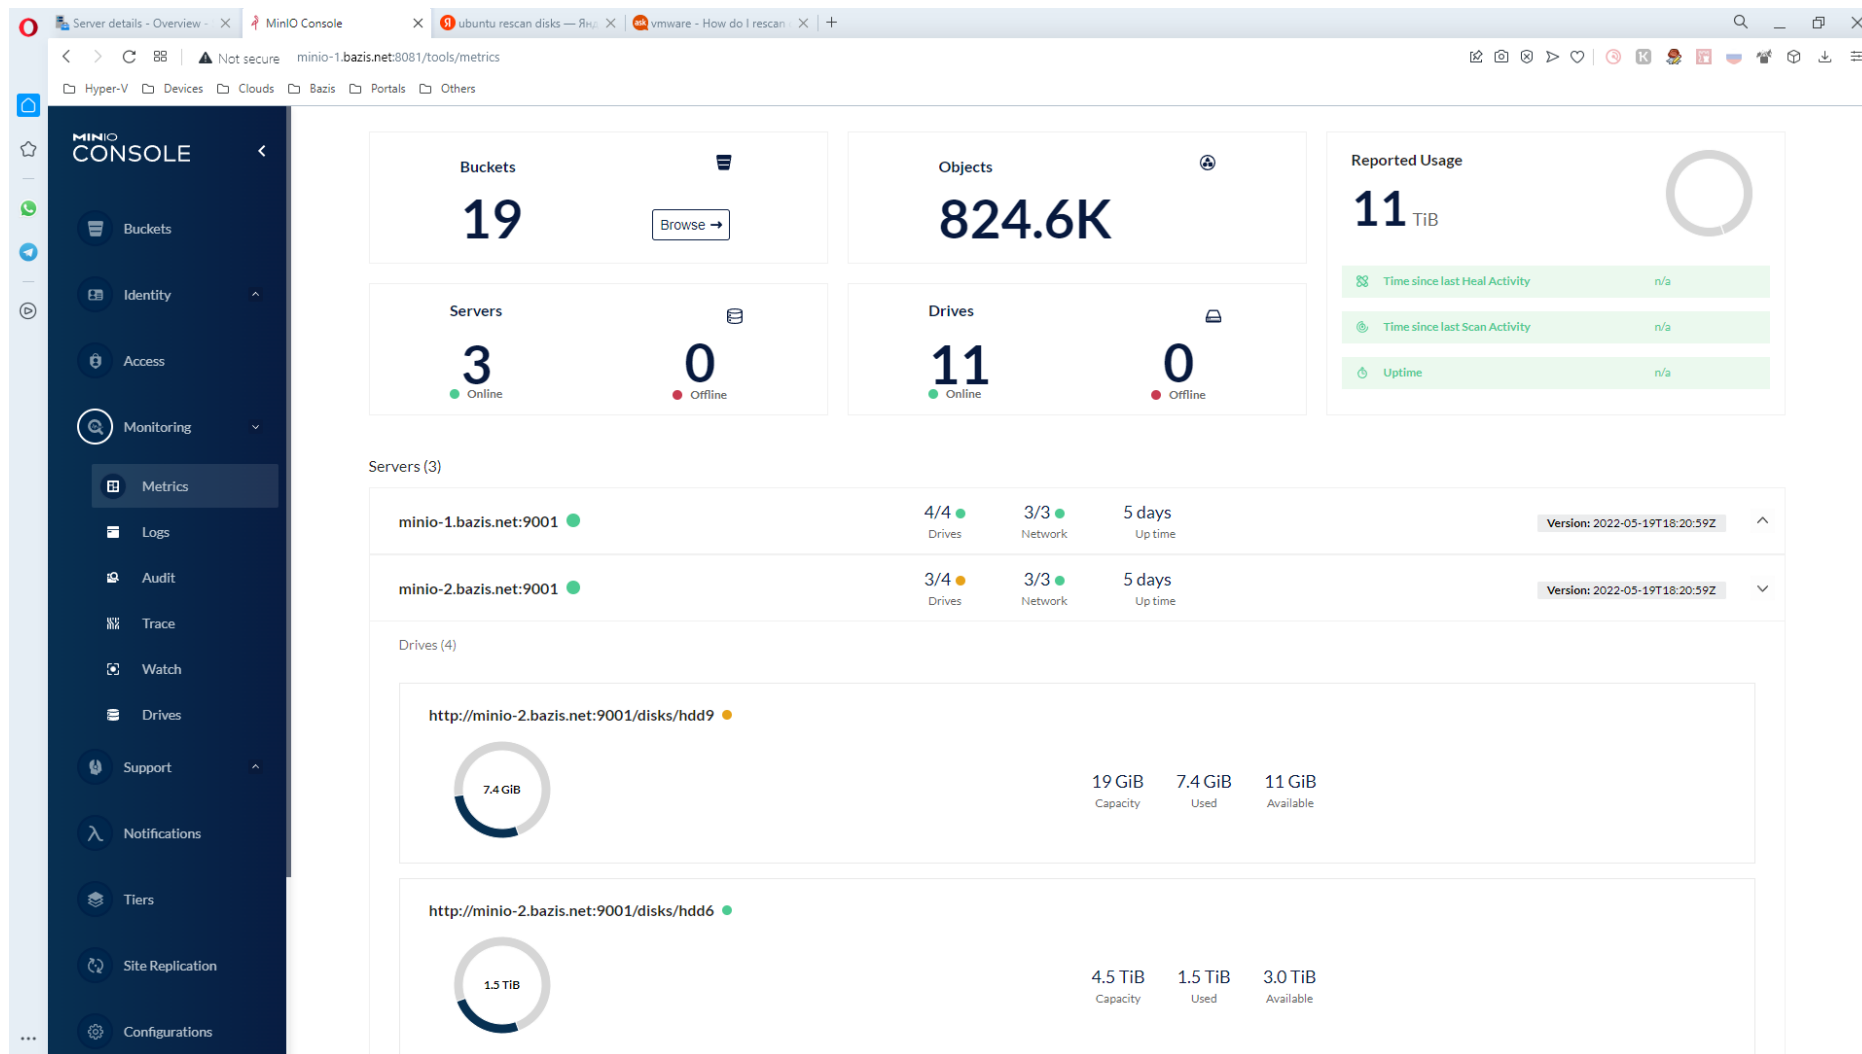 Server details - Overview -
MinIO Console
ubuntu rescan disks — Янд
vmware - How do I rescan
Not secure minio-1.bazis.net:8081/tools/metrics
Hyper-V Devices Clouds Bazis Portals Others
MINIO
CONSOLE
Buckets
Identity
Access
Monitoring
Metrics
Logs
Audit
Trace
Watch
Drives
Support
Notifications
Tiers
Site Replication
Configurations
Buckets
19
Browse →
Objects
824.6K
Reported Usage
11 TiB
Time since last Heal Activity n/a
Time since last Scan Activity n/a
Uptime n/a
Servers
3 0
Online Offline
Drives
11 0
Online Offline
Servers (3)
minio-1.bazis.net:9001
4/4 3/3 5 days
Drives Network Up time
Version: 2022-05-19T18:20:59Z
minio-2.bazis.net:9001
3/4 3/3 5 days
Drives Network Up time
Version: 2022-05-19T18:20:59Z
Drives (4)
http://minio-2.bazis.net:9001/disks/hdd9
7.4 GiB
19 GiB 7.4 GiB 11 GiB
Capacity Used Available
http://minio-2.bazis.net:9001/disks/hdd6
1.5 TiB
4.5 TiB 1.5 TiB 3.0 TiB
Capacity Used Available